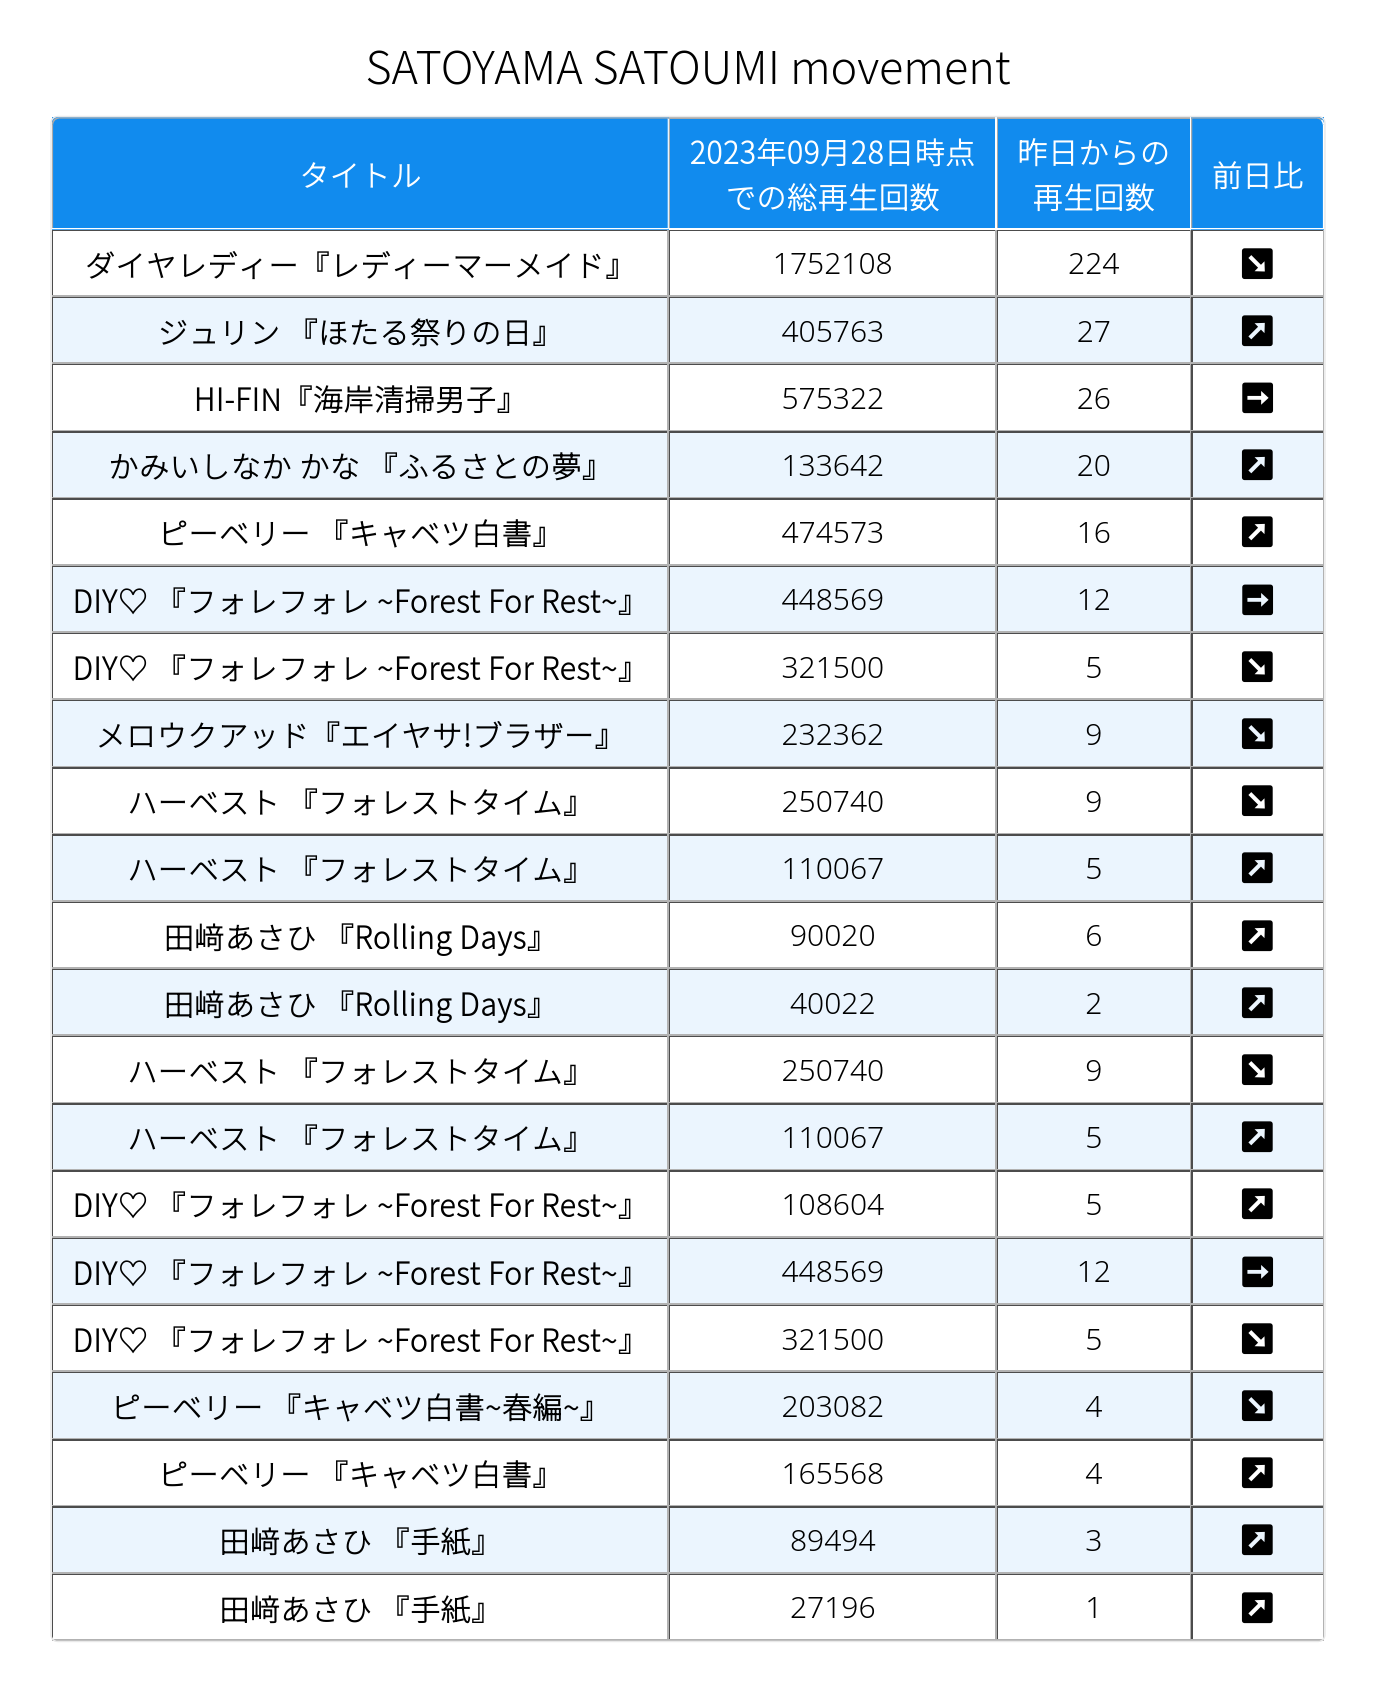 SATOYAMA SATOUMI movement
タイトル 2023年09月28日時点での総再生回数 昨日からの再生回数 前日比
ダイヤレディー『レディーマーメイド』 1752108 224 ↘
ジュリン 『ほたる祭りの日』 405763 27 ↗
HI-FIN『海岸清掃男子』 575322 26 →
かみいしなか かな 『ふるさとの夢』 133642 20 ↗
ピーベリー 『キャベツ白書』 474573 16 ↗
DIY♡ 『フォレフォレ ~Forest For Rest~』 448569 12 →
DIY♡ 『フォレフォレ ~Forest For Rest~』 321500 5 ↘
メロウクアッド『エイヤサ!ブラザー』 232362 9 ↘
ハーベスト 『フォレストタイム』 250740 9 ↘
ハーベスト 『フォレストタイム』 110067 5 ↗
田﨑あさひ 『Rolling Days』 90020 6 ↗
田﨑あさひ 『Rolling Days』 40022 2 ↗
ハーベスト 『フォレストタイム』 250740 9 ↘
ハーベスト 『フォレストタイム』 110067 5 ↗
DIY♡ 『フォレフォレ ~Forest For Rest~』 108604 5 ↗
DIY♡ 『フォレフォレ ~Forest For Rest~』 448569 12 →
DIY♡ 『フォレフォレ ~Forest For Rest~』 321500 5 ↘
ピーベリー 『キャベツ白書~春編~』 203082 4 ↘
ピーベリー 『キャベツ白書』 165568 4 ↗
田﨑あさひ 『手紙』 89494 3 ↗
田﨑あさひ 『手紙』 27196 1 ↗